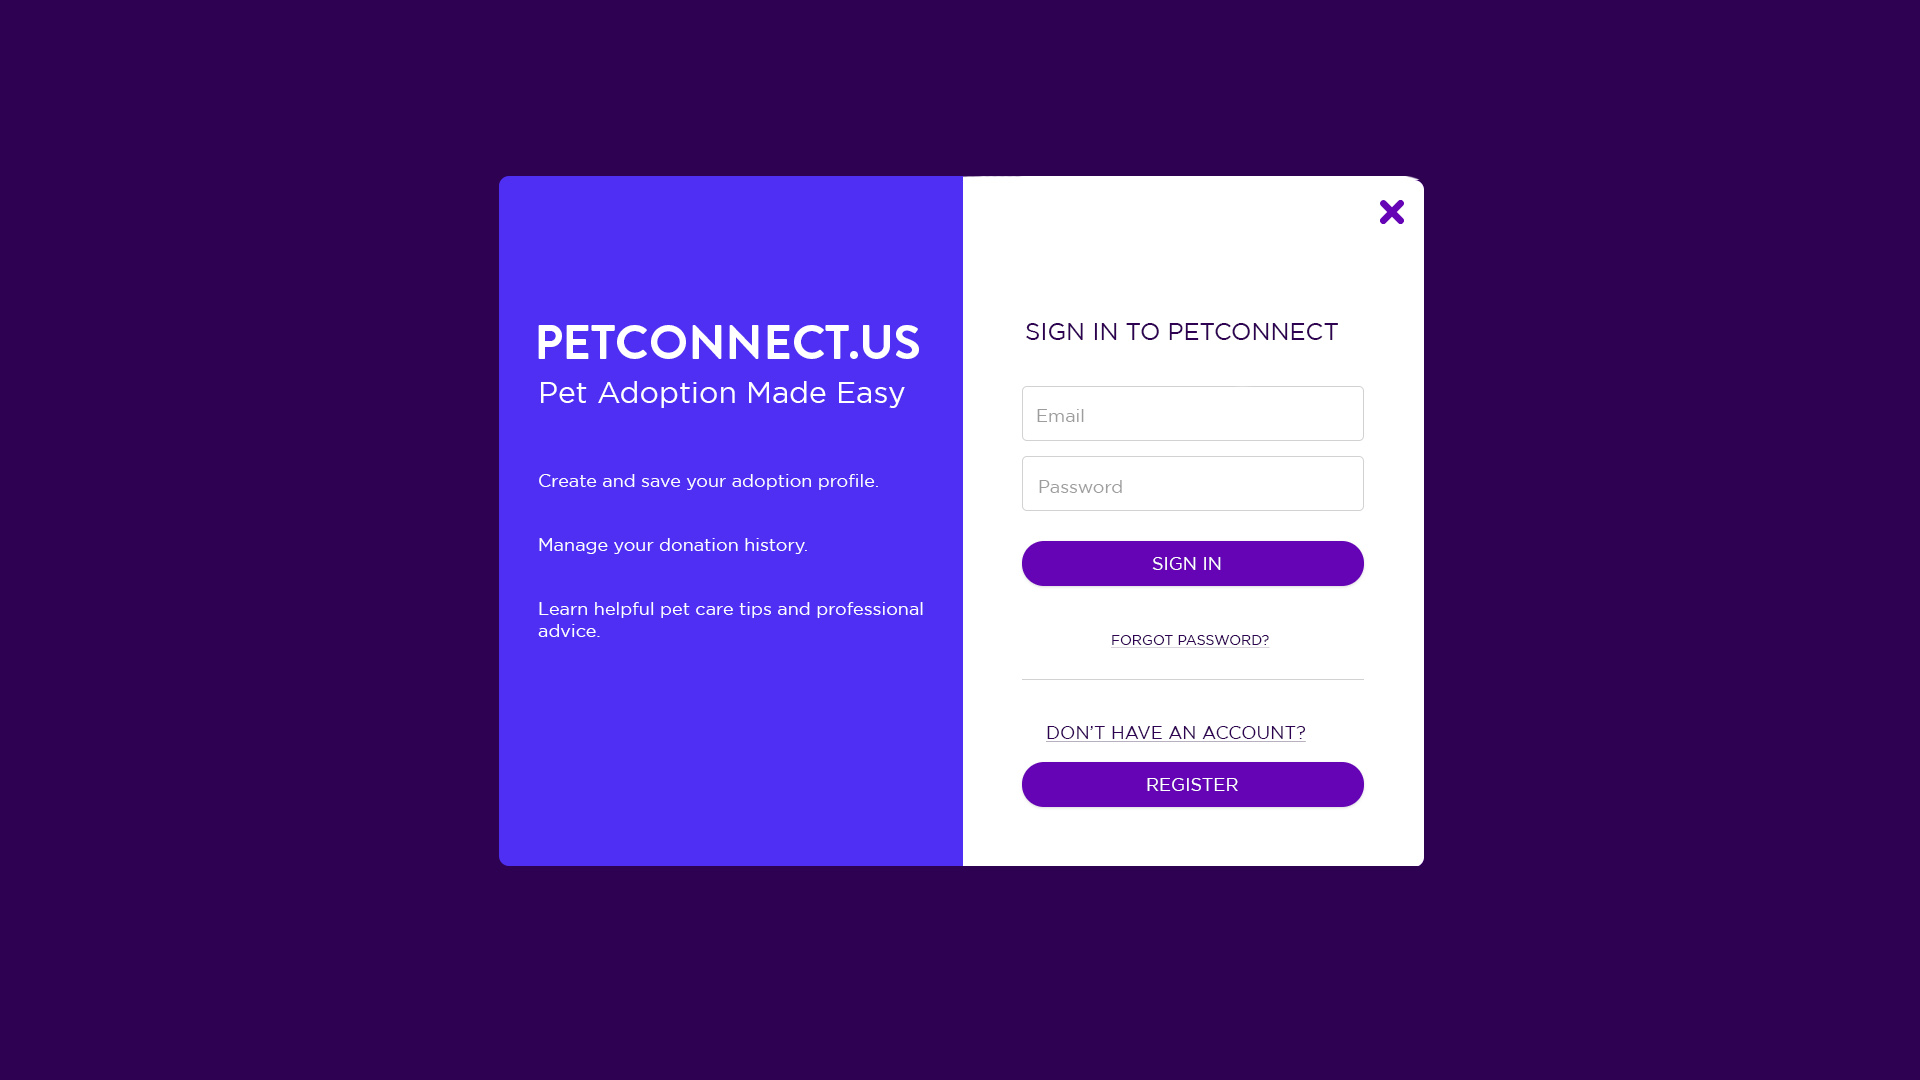 PETCONNECT.US
Pet Adoption Made Easy
Create and save your adoption profile.
Manage your donation history.
Learn helpful pet care tips and professional
advice.
SIGN IN TO PETCONNECT
Email
Password
SIGN IN
FORGOT PASSWORD?
DON’T HAVE AN ACCOUNT?
REGISTER